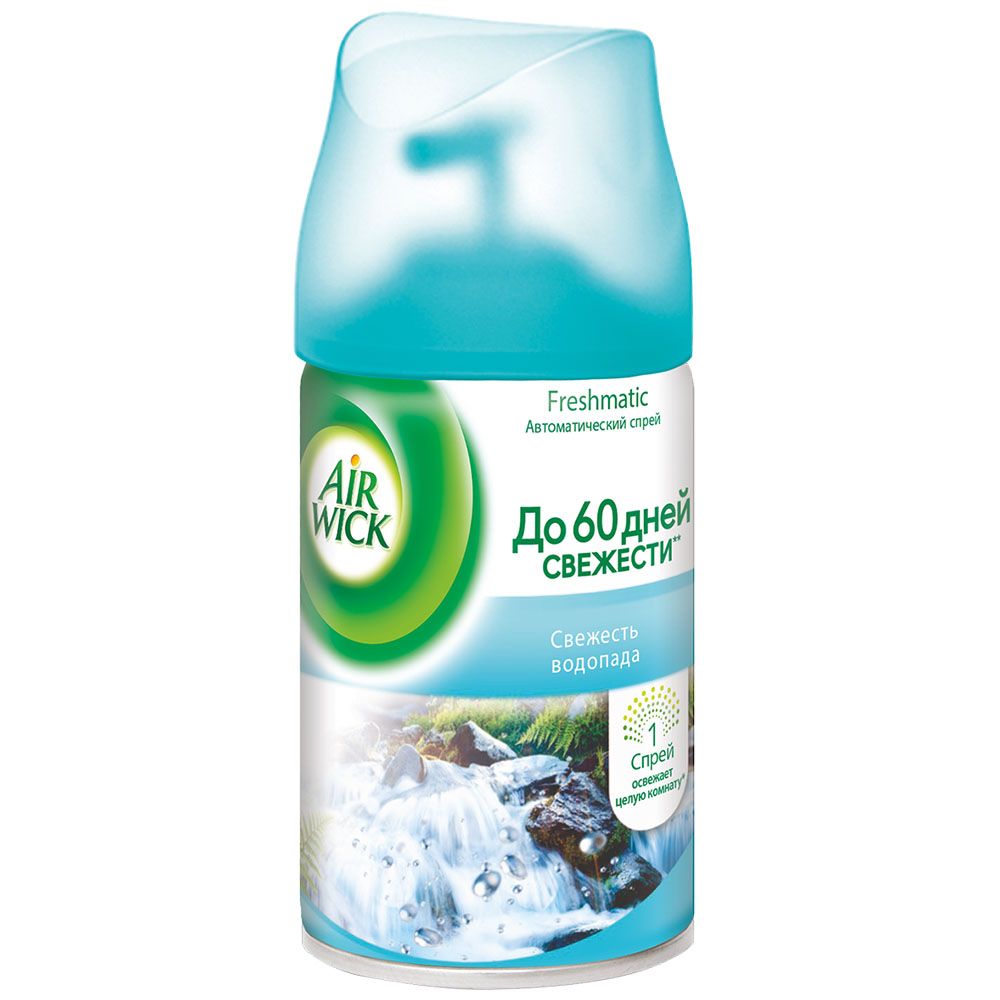 Freshmatic
Автоматический спрей
AIR
WICK
До 60 дней
СВЕЖЕСТИ**
Свежесть
водопада
1
Спрей
освежает
целую комнату*